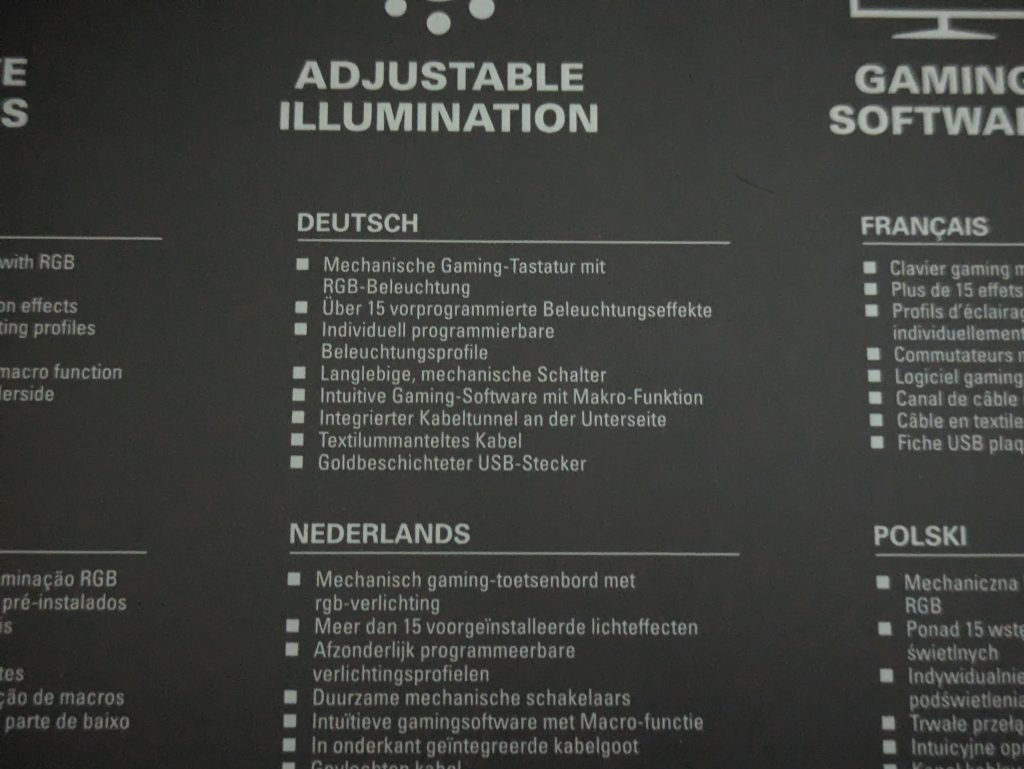 E
S
ADJUSTABLE
ILLUMINATION
GAMING
SOFTWA
with RGB
on effects
ting profiles
macro function
erside
DEUTSCH
Mechanische Gaming-Tastatur mit
RGB-Beleuchtung
Über 15 vorprogrammierte Beleuchtungseffekte
Individuell programmierbare
Beleuchtungsprofile
Langlebige, mechanische Schalter
Intuitive Gaming-Software mit Makro-Funktion
Integrierter Kabeltunnel an der Unterseite
Textilummanteltes Kabel
Goldbeschichteter USB-Stecker
FRANÇAIS
Clavier gaming m
Plus de 15 effets
Profils d'éclairag
individuellement
Commutateurs m
Logiciel gaming
Canal de câble
Câble en textile
Fiche USB plaq
minação RGB
pré-instalados
is
tes
ção de macros
parte de baixo
NEDERLANDS
Mechanisch gaming-toetsenbord met
rgb-verlichting
Meer dan 15 voorgeïnstalleerde lichteffecten
Afzonderlijk programmeerbare
verlichtingsprofielen
Duurzame mechanische schakelaars
Intuïtieve gamingsoftware met Macro-functie
In onderkant geïntegreerde kabelgoot
Gevlochten kabel
POLSKI
Mechaniczna
RGB
Ponad 15 wstę
świetlnych
Indywidualnie
podświetlenia
Trwałe przełą
Intuicyjne opr